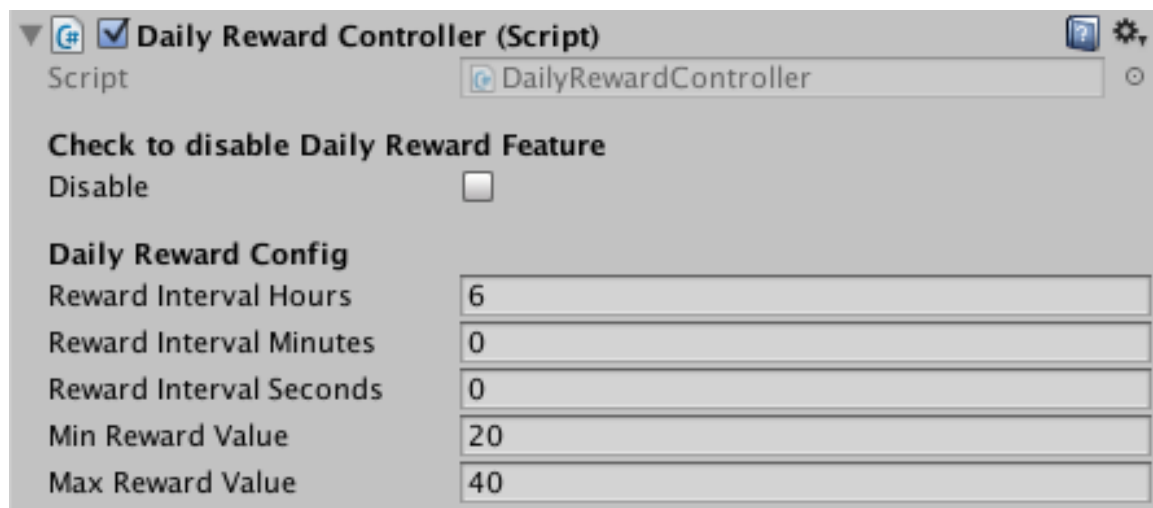 Daily Reward Controller (Script)
Script DailyRewardController
Check to disable Daily Reward Feature
Disable
Daily Reward Config
Reward Interval Hours 6
Reward Interval Minutes 0
Reward Interval Seconds 0
Min Reward Value 20
Max Reward Value 40